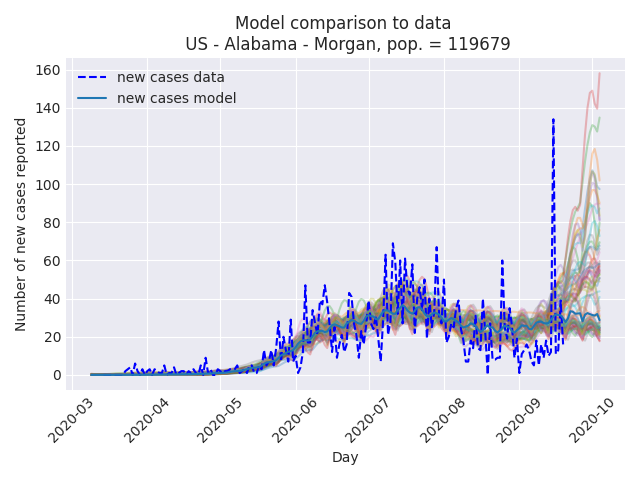 Model comparison to data
US - Alabama - Morgan, pop. = 119679
new cases data
new cases model
Number of new cases reported
160
140
120
100
80
60
40
20
0
2020-03
2020-04
2020-05
2020-06
2020-07
2020-08
2020-09
2020-10
Day